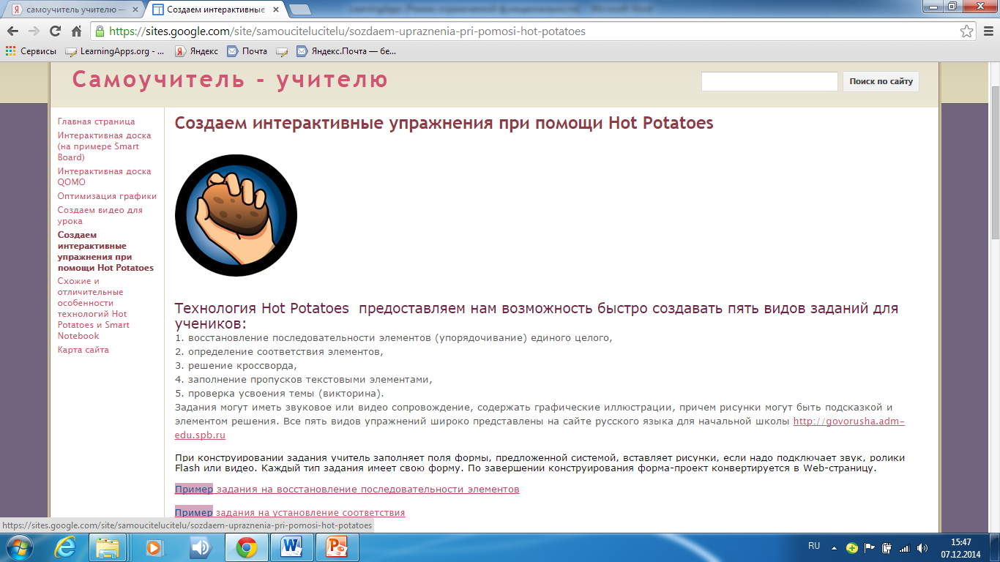 самоучитель учителю —
Создаем интерактивные
https://sites.google.com/site/samoucitelucitelu/sozdaem-upraznenia-pri-pomosi-hot-potatoes
Сервисы
LearningApps.org - ...
Яндекс
Почта
Яндекс.Почта — бе...
Самоучитель - учителю
Поиск по сайту
Главная страница
Интерактивная доска
(на примере Smart
Board)
Интерактивная доска
QOMO
Оптимизация графики
Создаем видео для
урока
Создаем
интерактивные
упражнения при
помощи Hot Potatoes
Схожие и
отличительные
особенности
технологий Hot
Potatoes и Smart
Notebook
Карта сайта
Создаем интерактивные упражнения при помощи Hot Potatoes
Технология Hot Potatoes предоставляем нам возможность быстро создавать пять видов заданий для
учеников:
1. восстановление последовательности элементов (упорядочивание) единого целого,
2. определение соответствия элементов,
3. решение кроссворда,
4. заполнение пропусков текстовыми элементами,
5. проверка усвоения темы (викторина).
Задания могут иметь звуковое или видео сопровождение, содержать графические иллюстрации, причем рисунки могут быть подсказкой и
элементом решения. Все пять видов упражнений широко представлены на сайте русского языка для начальной школы http://govorusha.adm-
edu.spb.ru
При конструировании задания учитель заполняет поля формы, предложенной системой, вставляет рисунки, если надо подключает звук, ролики
Flash или видео. Каждый тип задания имеет свою форму. По завершении конструирования форма-проект конвертируется в Web-страницу.
Пример задания на восстановление последовательности элементов
Пример задания на установление соответствия
https://sites.google.com/site/samoucitelucitelu/sozdaem-upraznenia-pri-pomosi-hot-potatoes
RU
15:47
07.12.2014